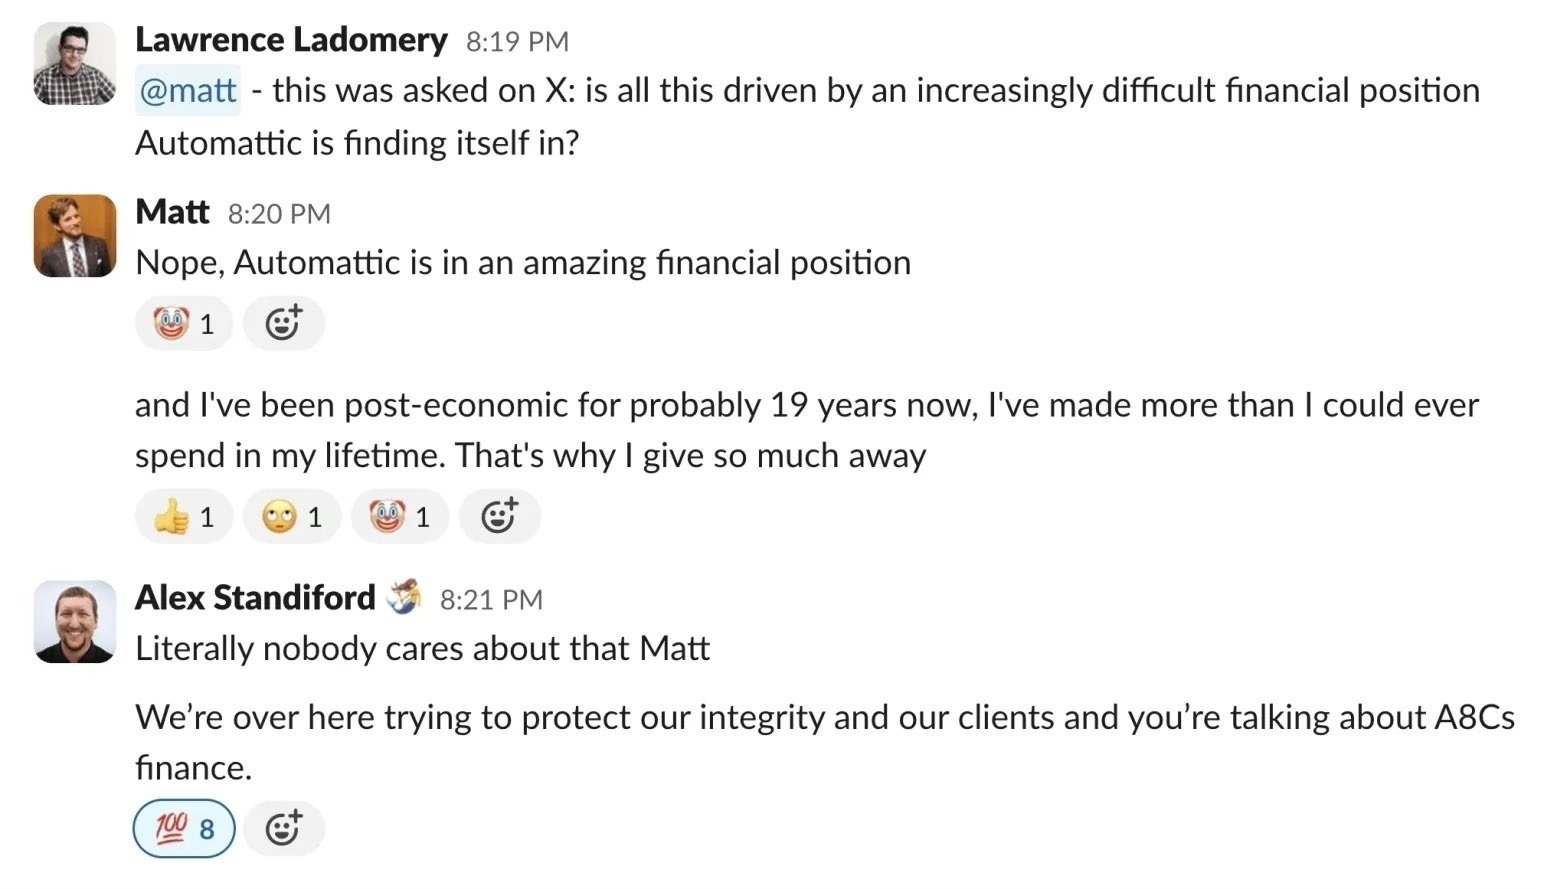 Lawrence Ladomery 8:19 PM
@matt - this was asked on X: is all this driven by an increasingly difficult financial position
Automattic is finding itself in?
Matt 8:20 PM
Nope, Automattic is in an amazing financial position
1
and I've been post-economic for probably 19 years now, I've made more than I could ever
spend in my lifetime. That's why I give so much away
1 1 1
Alex Standiford 8:21 PM
Literally nobody cares about that Matt
We’re over here trying to protect our integrity and our clients and you’re talking about A8Cs
finance.
💯 8